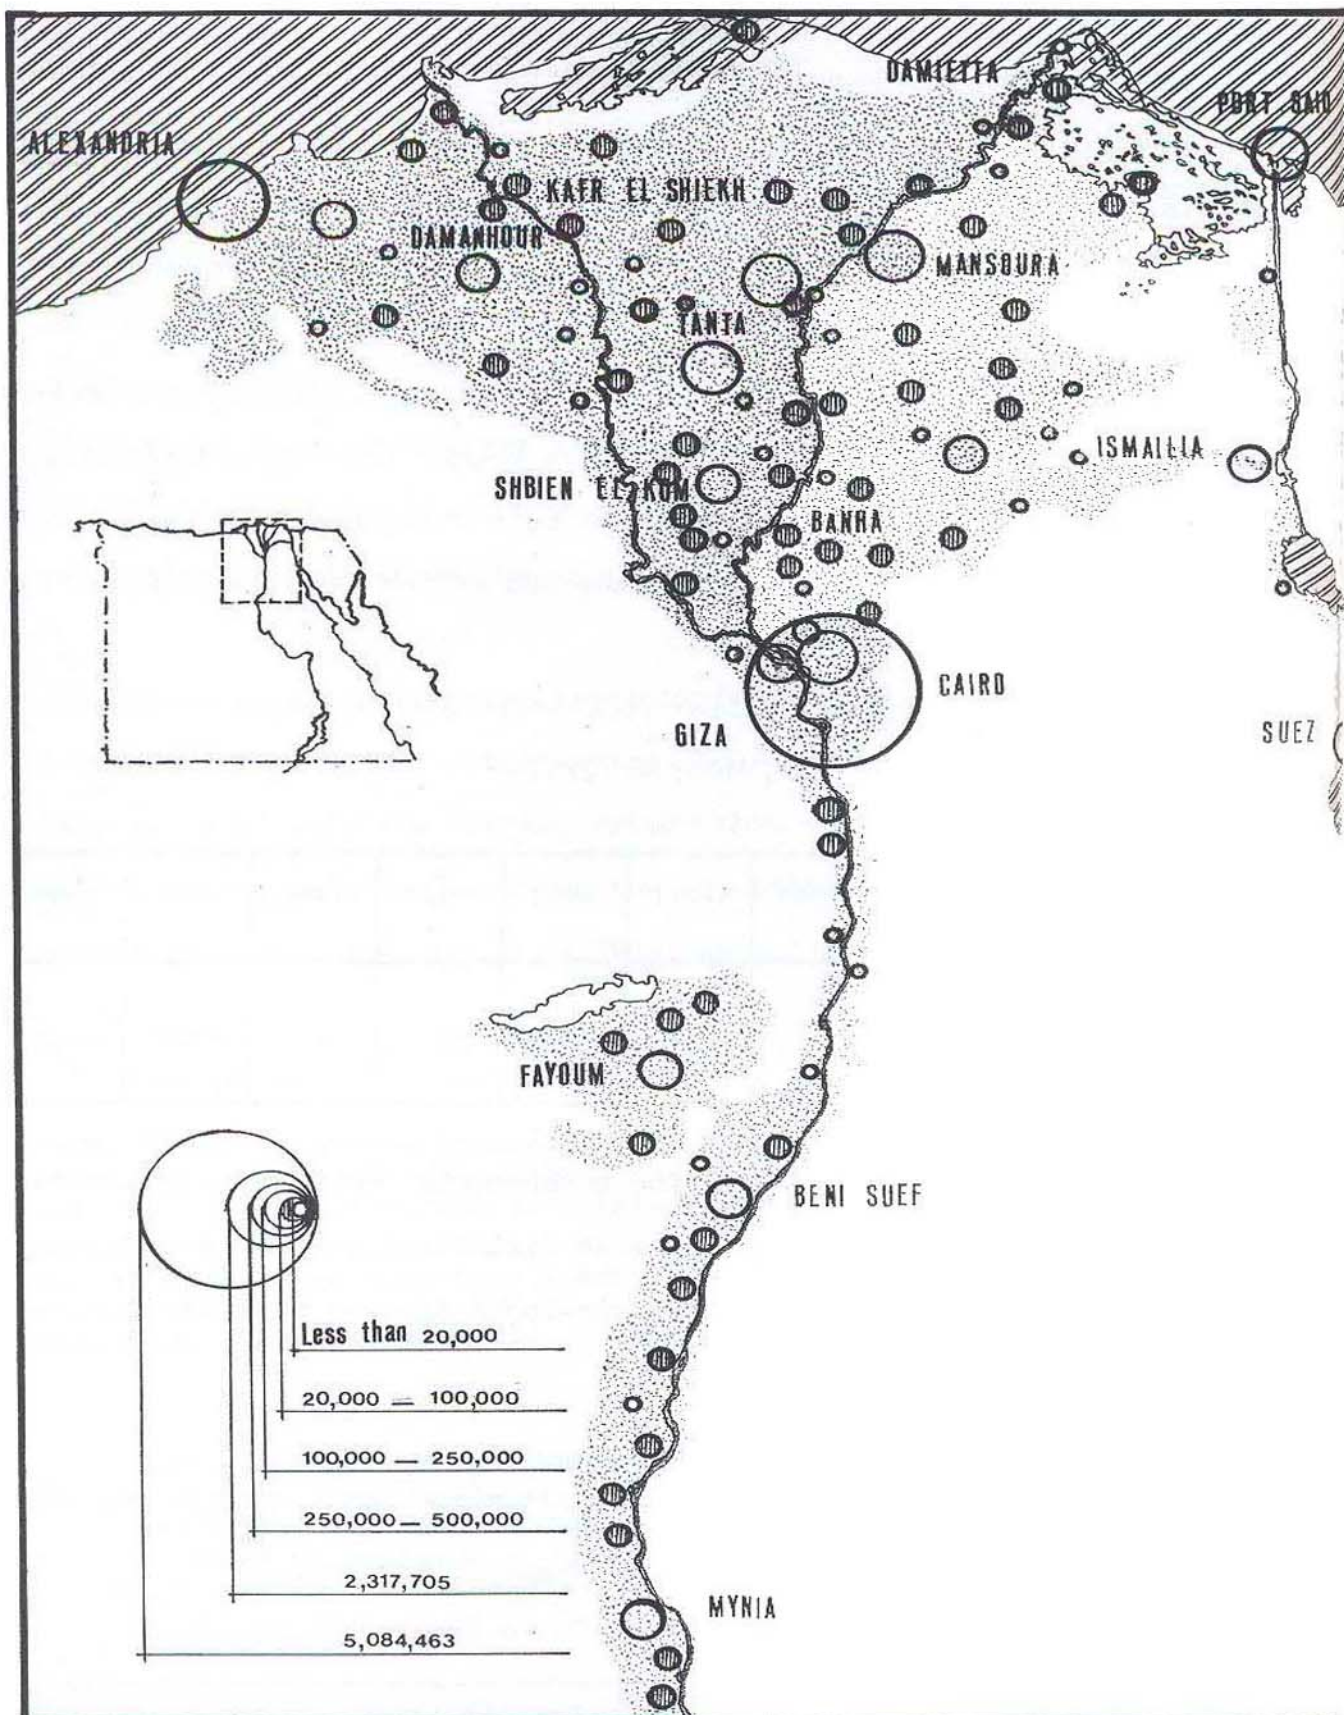 DAMIETTA
PORT SAID
ALEXANDRIA
KAFR EL SHIEKH
DAMANHOUR
MANSOURA
TANTA
ISMAILIA
SHBIEN EL KOM
BANHA
CAIRO
GIZA
SUEZ
FAYOUM
BENI SUEF
Less than 20,000
20,000 — 100,000
100,000 — 250,000
250,000 — 500,000
2,317,705
MYNIA
5,084,463